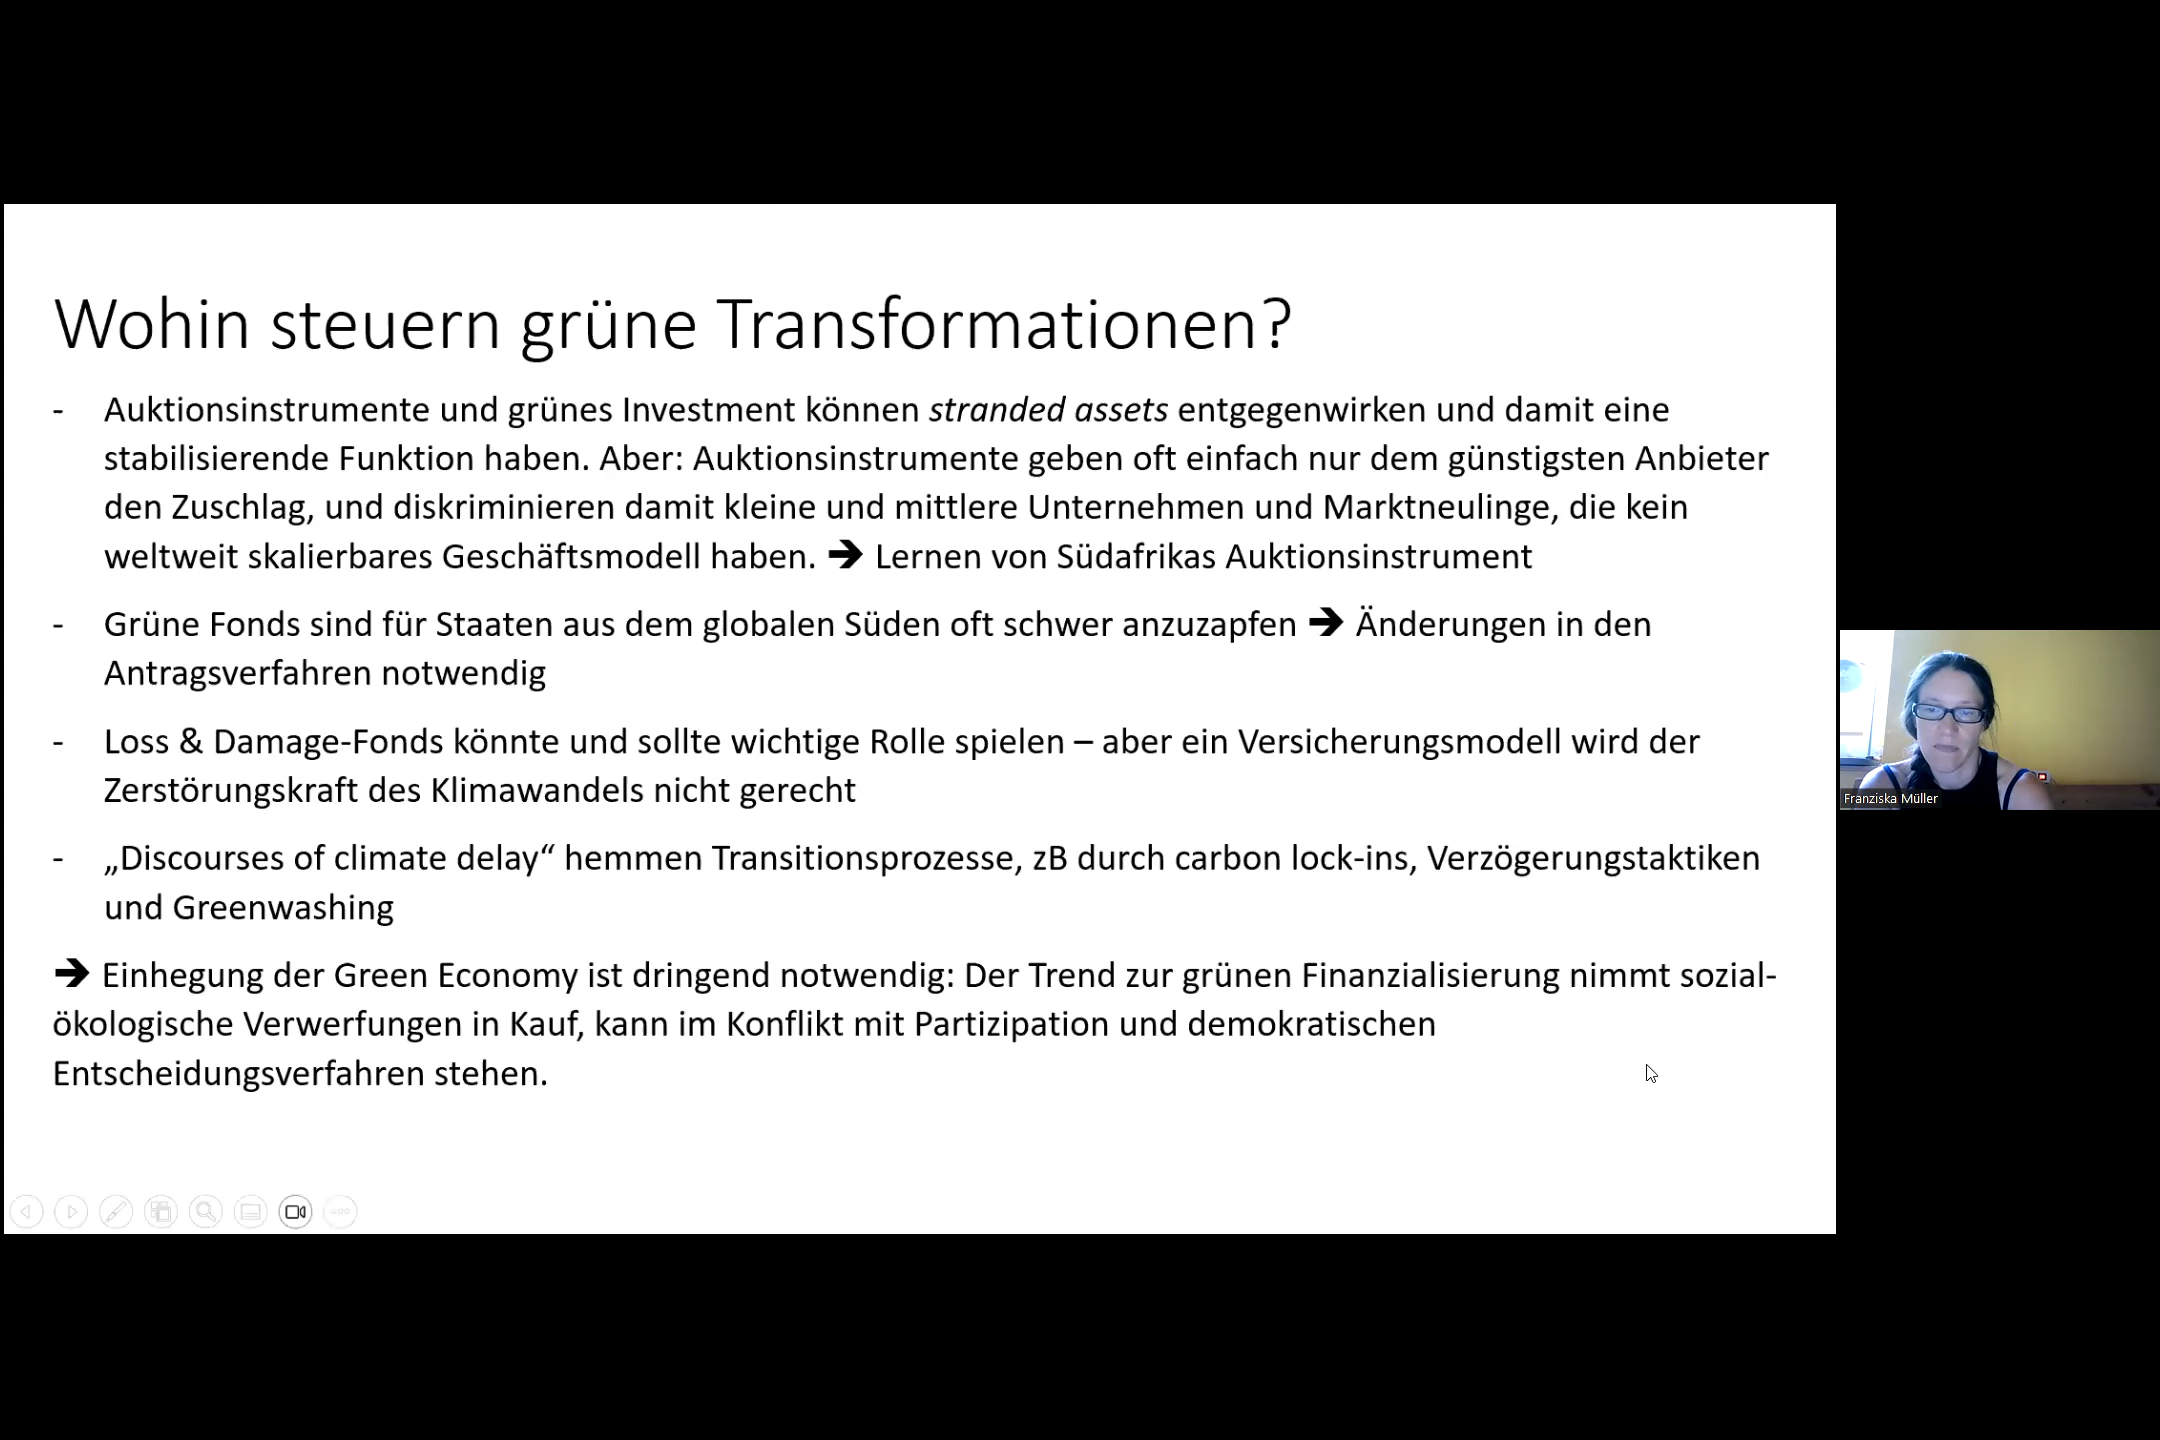 Wohin steuern grüne Transformationen?
- Auktionsinstrumente und grünes Investment können stranded assets entgegenwirken und damit eine
stabilisierende Funktion haben. Aber: Auktionsinstrumente geben oft einfach nur dem günstigsten Anbieter
den Zuschlag, und diskriminieren damit kleine und mittlere Unternehmen und Marktneulinge, die kein
weltweit skalierbares Geschäftsmodell haben. ➔ Lernen von Südafrikas Auktionsinstrument
- Grüne Fonds sind für Staaten aus dem globalen Süden oft schwer anzuzapfen ➔ Änderungen in den
Antragsverfahren notwendig
- Loss & Damage-Fonds könnte und sollte wichtige Rolle spielen – aber ein Versicherungsmodell wird der
Zerstörungskraft des Klimawandels nicht gerecht
- „Discourses of climate delay“ hemmen Transitionsprozesse, zB durch carbon lock-ins, Verzögerungstaktiken
und Greenwashing
➔ Einhegung der Green Economy ist dringend notwendig: Der Trend zur grünen Finanzialisierung nimmt sozial-
ökologische Verwerfungen in Kauf, kann im Konflikt mit Partizipation und demokratischen
Entscheidungsverfahren stehen.
Franziska Müller